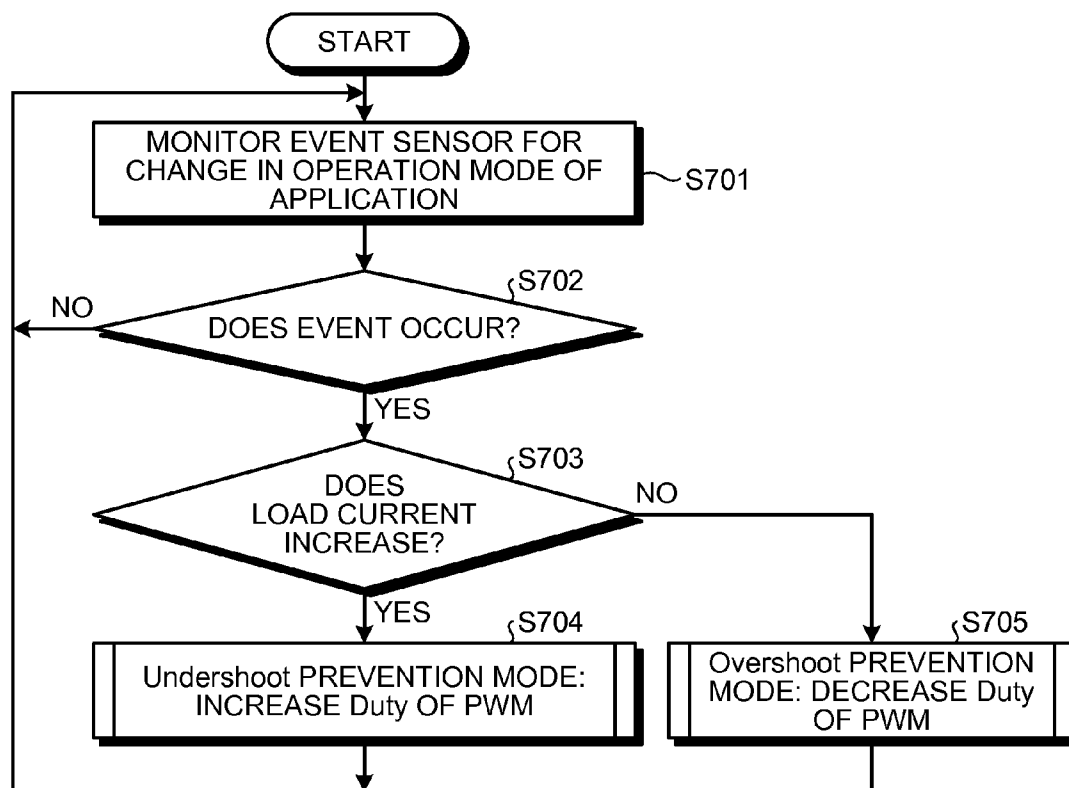 START
MONITOR EVENT SENSOR FOR
CHANGE IN OPERATION MODE OF
APPLICATION
S701
S702
NO
DOES EVENT OCCUR?
YES
S703
DOES
LOAD CURRENT
INCREASE?
NO
YES
S704
Undershoot PREVENTION MODE:
INCREASE Duty OF PWM
S705
Overshoot PREVENTION
MODE: DECREASE Duty
OF PWM